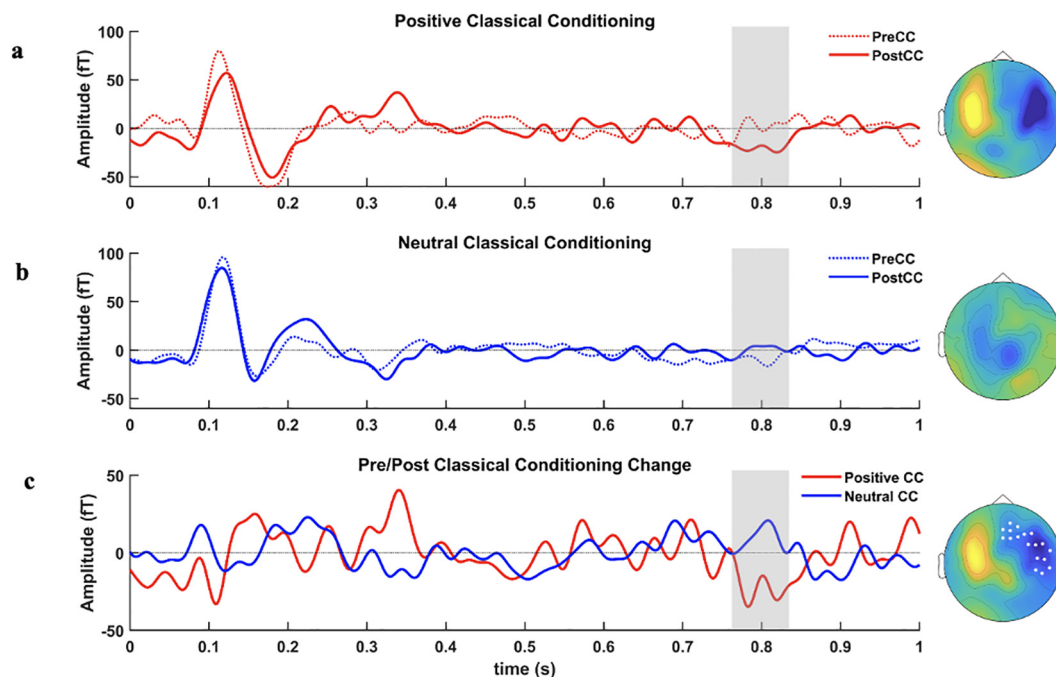 a
Positive Classical Conditioning
Amplitude (fT)
100
50
0
-50
PreCC
PostCC
0 0.1 0.2 0.3 0.4 0.5 0.6 0.7 0.8 0.9 1
b
Neutral Classical Conditioning
Amplitude (fT)
100
50
0
-50
PreCC
PostCC
0 0.1 0.2 0.3 0.4 0.5 0.6 0.7 0.8 0.9 1
c
Pre/Post Classical Conditioning Change
Amplitude (fT)
50
0
-50
Positive CC
Neutral CC
0 0.1 0.2 0.3 0.4 0.5 0.6 0.7 0.8 0.9 1
time (s)